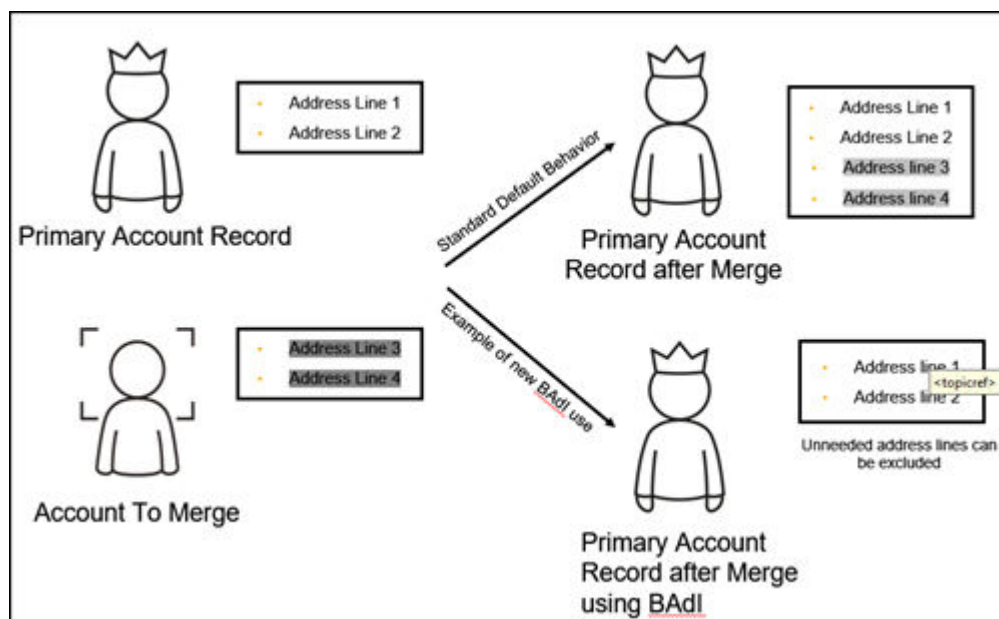 Address Line 1
Address Line 2
Primary Account Record
Address Line 3
Address Line 4
Account To Merge
Standard Default Behavior
Example of new BAdI use
Address Line 1
Address Line 2
Address line 3
Address line 4
Primary Account
Record after Merge
Address line 1
<topicref>
Address line 2
Unneeded address lines can
be excluded
Primary Account
Record after Merge
using BAdI